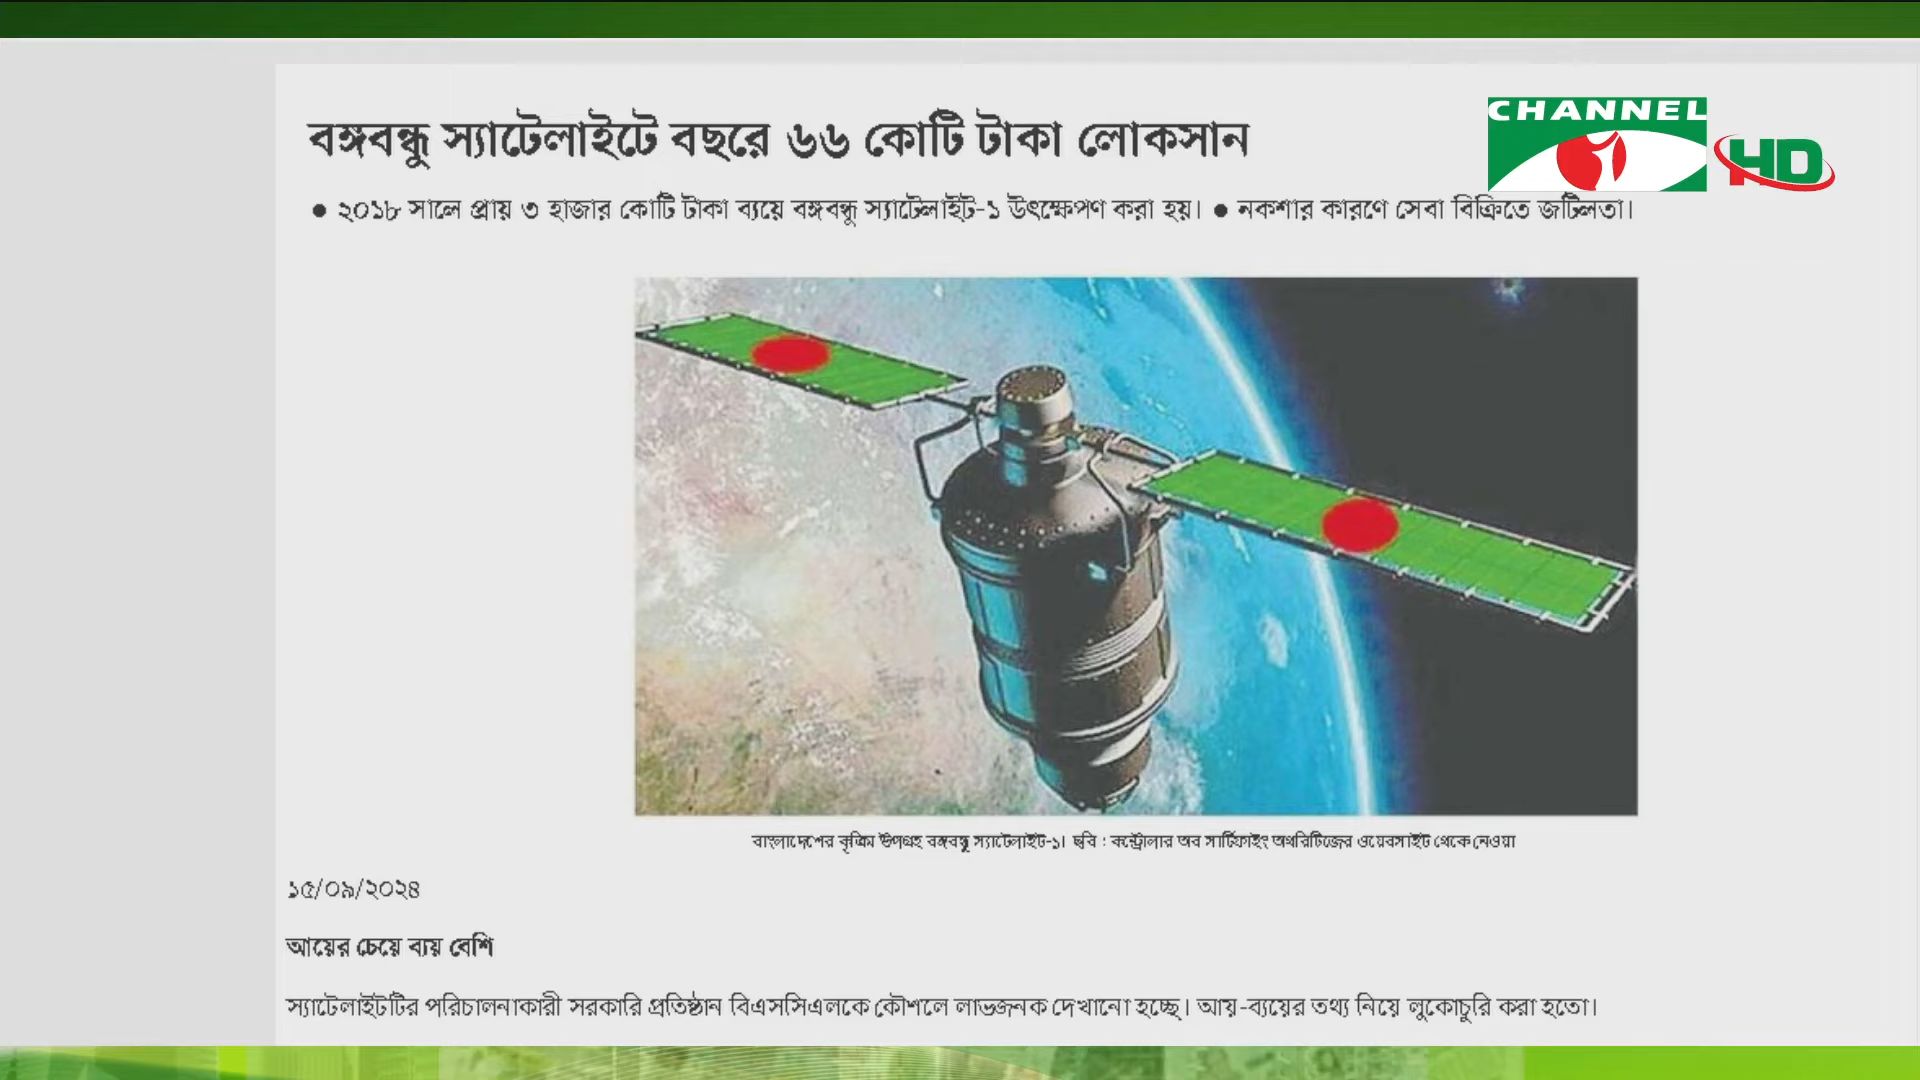 বঙ্গবন্ধু স্যাটেলাইটে বছরে ৬৬ কোটি টাকা লোকসান
CHANNEL
HD
● ২০১৮ সালে প্রায় ৩ হাজার কোটি টাকা ব্যয়ে বঙ্গবন্ধু স্যাটেলাইট-১ উৎক্ষেপণ করা হয়। ● নকশার কারণে সেবা বিক্রিতে জটিলতা।
বাংলাদেশের কৃত্রিম উপগ্রহ বঙ্গবন্ধু স্যাটেলাইট-১। ছবি : কন্ট্রোলার অব সার্টিফাইং অথরিটিজের ওয়েবসাইট থেকে নেওয়া
১৫/০৯/২০২৪
আয়ের চেয়ে ব্যয় বেশি
স্যাটেলাইটটির পরিচালনাকারী সরকারি প্রতিষ্ঠান বিএসসিএলকে কৌশলে লাভজনক দেখানো হচ্ছে। আয়-ব্যয়ের তথ্য নিয়ে লুকোচুরি করা হতো।